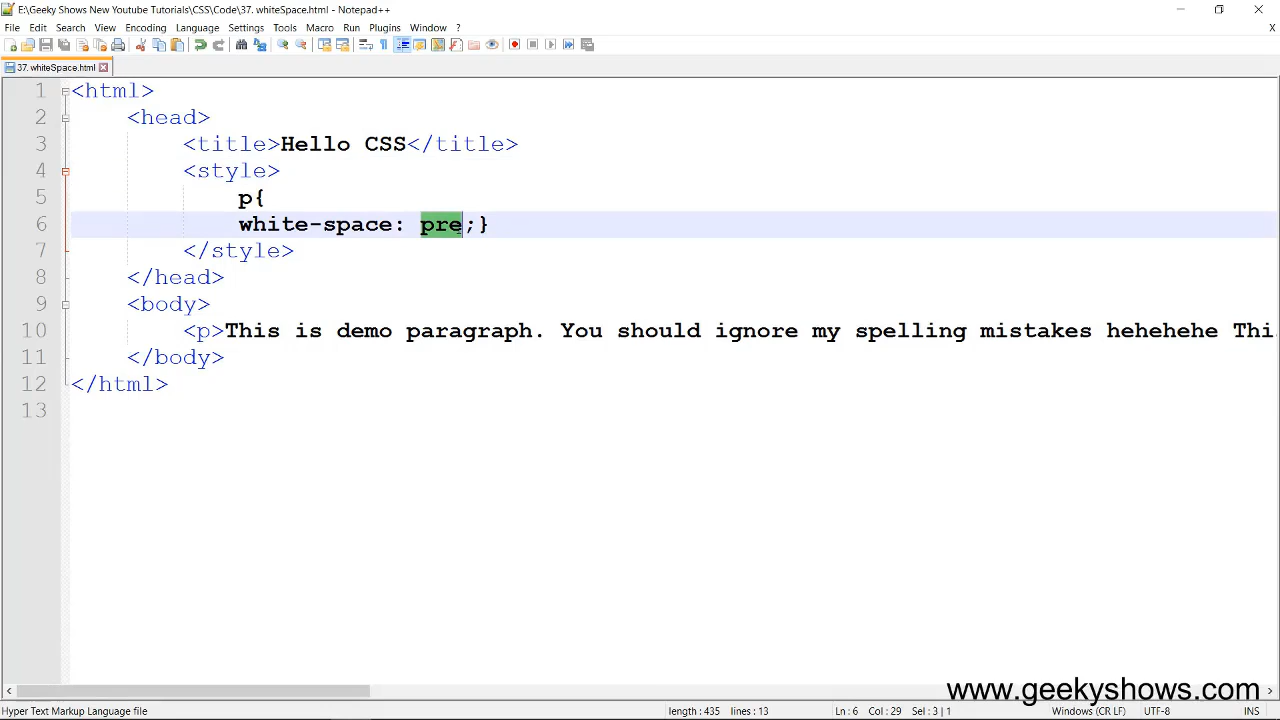 E:\Geeky Shows New Youtube Tutorials\CSS\Code\37. whiteSpace.html - Notepad++
File Edit Search View Encoding Language Settings Tools Macro Run Plugins Window ? X
37. whiteSpace.html
1 <html>
2 <head>
3 <title>Hello CSS</title>
4 <style>
5 p{
6 white-space: pre;}
7 </style>
8 </head>
9 <body>
10 <p>This is demo paragraph. You should ignore my spelling mistakes hehehehe Thi
11 </body>
12 </html>
13
www.geekyshows.com
Hyper Text Markup Language file length : 435 lines : 13 Ln : 6 Col : 29 Sel : 3 | 1 Windows (CR LF) UTF-8 INS